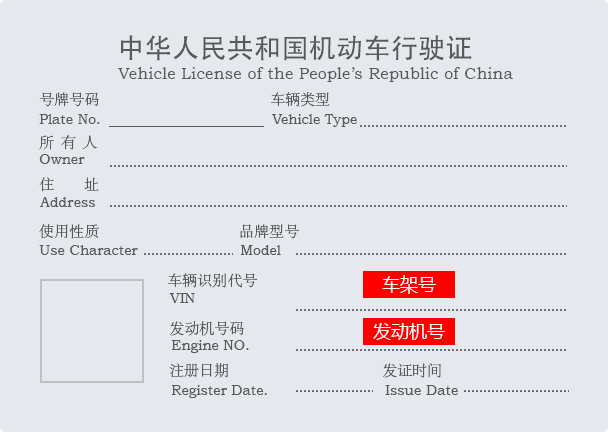 中华人民共和国机动车行驶证
Vehicle License of the People's Republic of China
号牌号码 车辆类型
Plate No. Vehicle Type
所有人
Owner
住 址
Address
使用性质 品牌型号
Use Character Model
车辆识别代号 车架号
VIN
发动机号码 发动机号
Engine NO.
注册日期 发证时间
Register Date. Issue Date